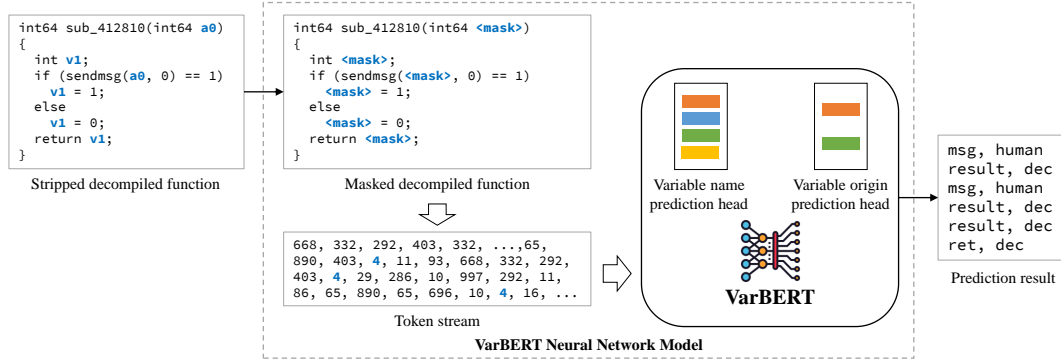 int64 sub_412810(int64 a0)
{
int v1;
if (sendmsg(a0, 0) == 1)
v1 = 1;
else
v1 = 0;
return v1;
}
Stripped decompiled function
int64 sub_412810(int <mask>)
{
int <mask>;
if (sendmsg(<mask>, 0) == 1)
<mask> = 1;
else
<mask> = 0;
return <mask>;
}
Masked decompiled function
668, 332, 292, 403, 332, ...,65,
890, 403, 4, 11, 93, 668, 332, 292,
403, 4, 29, 286, 10, 997, 292, 11,
86, 65, 890, 65, 696, 10, 4, 16, ...
Token stream
Variable name
prediction head
Variable origin
prediction head
VarBERT
VarBERT Neural Network Model
msg, human
result, dec
msg, human
result, dec
result, dec
ret, dec
Prediction result